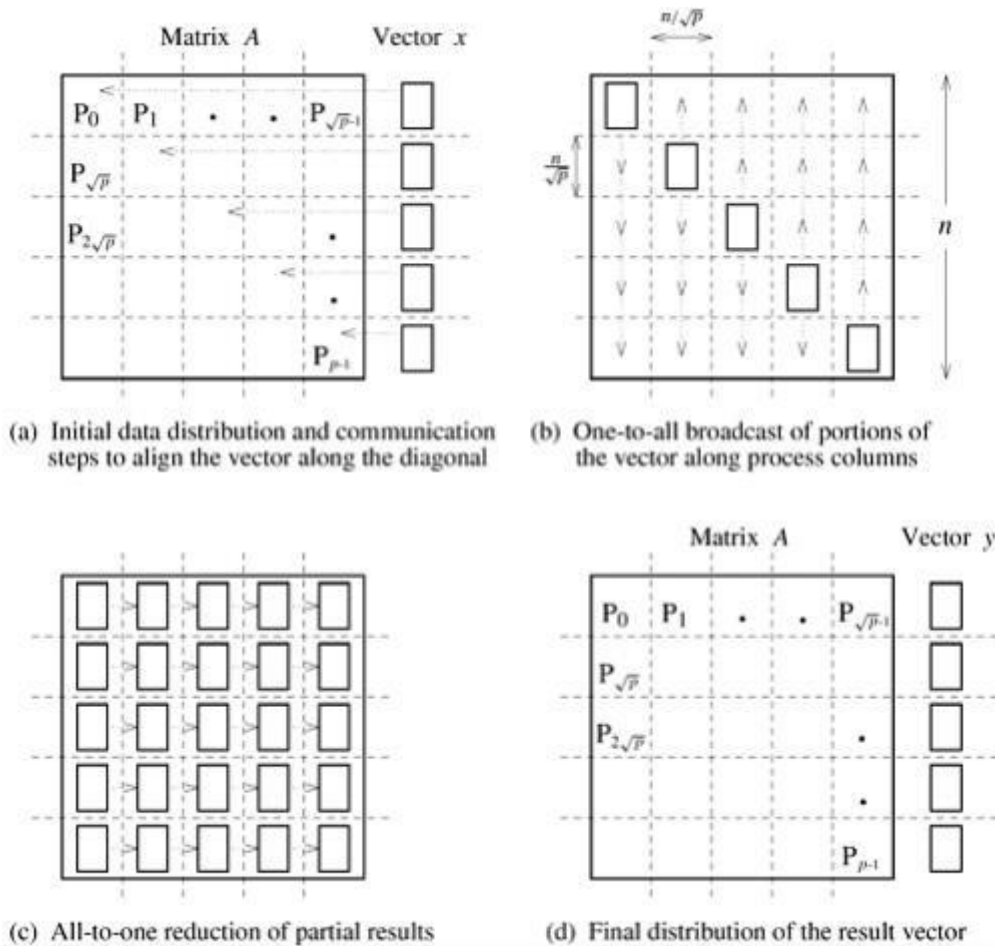 Matrix A Vector x
P₀ P₁ P√p-1
P√p
P₂√p
Pₚ₋₁
(a) Initial data distribution and communication
steps to align the vector along the diagonal
n/√p
n/√p
n
(b) One-to-all broadcast of portions of
the vector along process columns
(c) All-to-one reduction of partial results
Matrix A Vector y
P₀ P₁ P√p-1
P√p
P₂√p
Pₚ₋₁
(d) Final distribution of the result vector